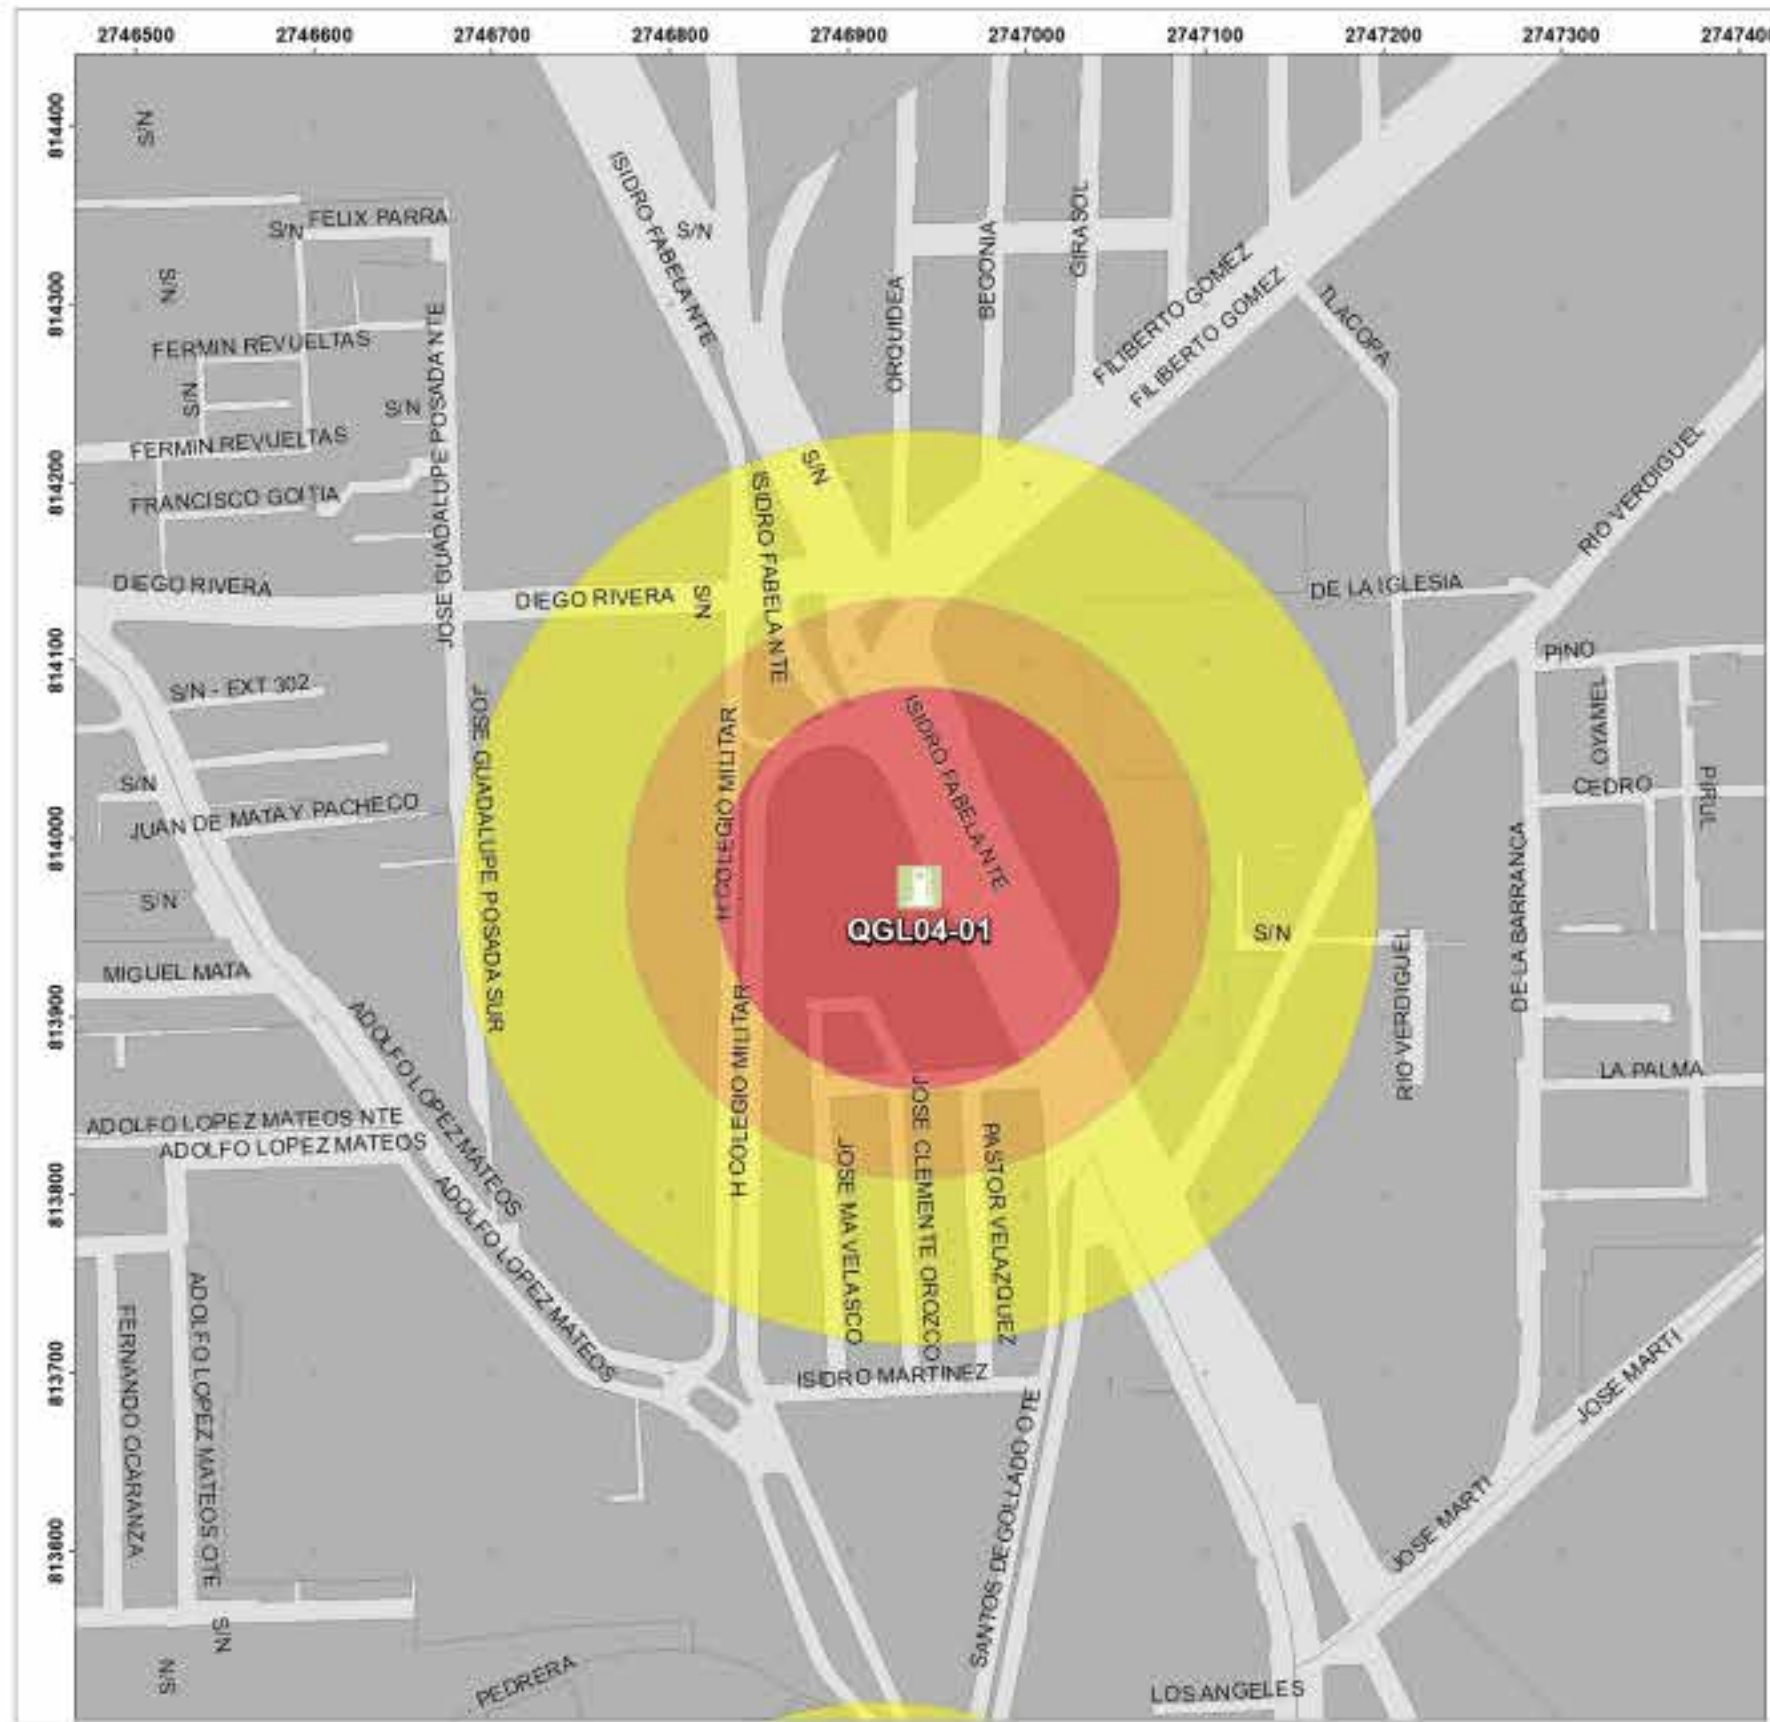 2746500 2746600 2746700 2746800 2746900 2747000 2747100 2747200 2747300 2747400
814400
814300
814200
814100
814000
813900
813800
813700
813600
S/N
ISIDRO FABELA NTE
S/N
FELIX PARRA
S/N
S/N
GIRASOL
BEGONIA
ORQUIDEA
FILIBERTO GOMEZ
FILIBERTO GOMEZ
TLACOPA
FERMIN REVUELTAS
JOSE GUADALUPE POSADA NTE
S/N
S/N
FERMIN REVUELTAS
FRANCISCO GOITIA
S/N
ISIDRO FABELA NTE
RIO VERDIGUEL
DIEGO RIVERA
DIEGO RIVERA
S/N
DE LA IGLESIA
PINO
S/N - EXT 302
JOSE GUADALUPE POSADA SUR
H COLEGIO MILITAR
ISIDRO FABELA NTE
OYAMEL
CEDRO
PIRUL
S/N
JUAN DE MATA Y PACHECO
DE LA BARRANCA
S/N
QGL04-01
S/N
RIO VERDIGUEL
MIGUEL MATA
H COLEGIO MILITAR
ADOLFO LOPEZ MATEOS
LA PALMA
ADOLFO LOPEZ MATEOS NTE
ADOLFO LOPEZ MATEOS
JOSE MA VELASCO
JOSE CLEMENTE OROZCO
PASTOR VELAZQUEZ
ADOLFO LOPEZ MATEOS
FERNANDO OCARANZA
ADOLFO LOPEZ MATEOS OTE
ISIDRO MARTINEZ
SANTOS DEGOLLADO OTE
JOSE MARTI
JOSE MARTI
S/N
S/N
PEDRERA
LOS ANGELES